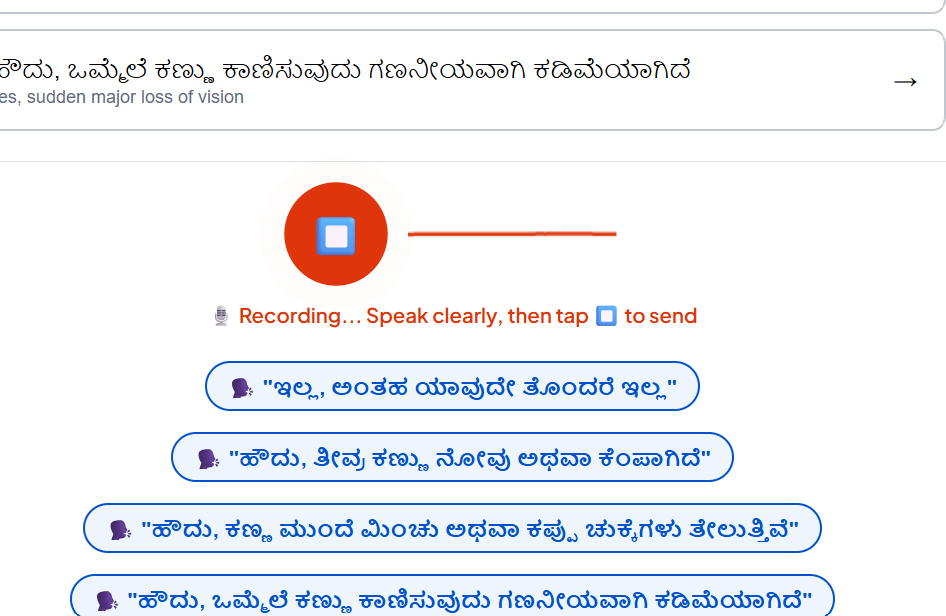 ಹೌದು, ಒಮ್ಮೆಲೆ ಕಣ್ಣು ಕಾಣಿಸುವುದು ಗಣನೀಯವಾಗಿ ಕಡಿಮೆಯಾಗಿದೆ →
es, sudden major loss of vision
Recording... Speak clearly, then tap to send
"ಇಲ್ಲ, ಅಂತಹ ಯಾವುದೇ ತೊಂದರೆ ಇಲ್ಲ"
"ಹೌದು, ತೀವ್ರ ಕಣ್ಣು ನೋವು ಅಥವಾ ಕೆಂಪಾಗಿದೆ"
"ಹೌದು, ಕಣ್ಣ ಮುಂದೆ ಮಿಂಚು ಅಥವಾ ಕಪ್ಪು ಚುಕ್ಕೆಗಳು ತೇಲುತ್ತಿವೆ"
"ಹೌದು, ಒಮ್ಮೆಲೆ ಕಣ್ಣು ಕಾಣಿಸುವುದು ಗಣನೀಯವಾಗಿ ಕಡಿಮೆಯಾಗಿದೆ"